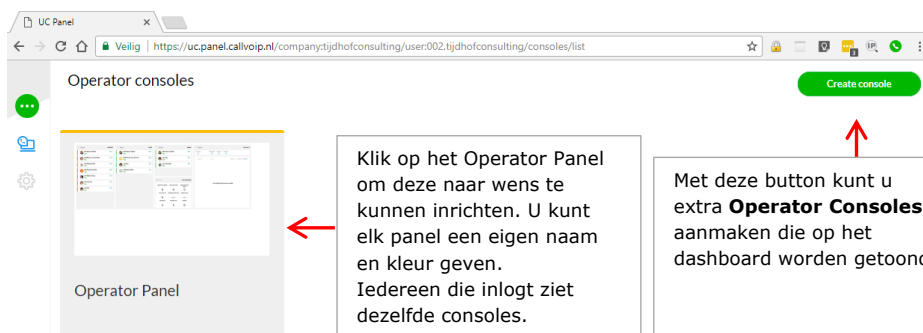 UC Panel
Veilig | https://uc.panel.callvoip.nl/company:tijdhofconsulting/user:002.tijdhofconsulting/consoles/list
Operator consoles
Create console
Klik op het Operator Panel
om deze naar wens te
kunnen inrichten. U kunt
elk panel een eigen naam
en kleur geven.
Iedereen die inlogt ziet
dezelfde consoles.
Met deze button kunt u
extra Operator Consoles
aanmaken die op het
dashboard worden getoond
Operator Panel